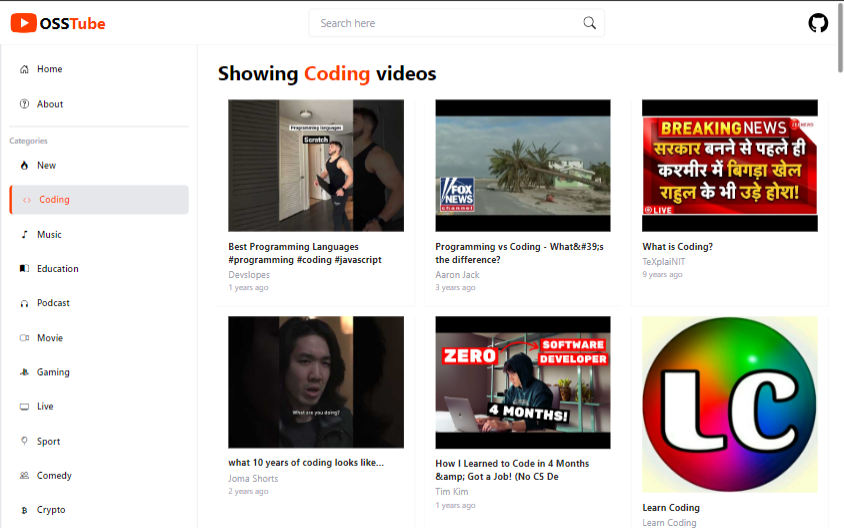 OSSTube
Search here
Home
About
Categories
New
Coding
Music
Education
Podcast
Movie
Gaming
Live
Sport
Comedy
Crypto
Showing Coding videos
Programming languages
Scratch
Best Programming Languages
#programming #coding #javascript
Devslopes
1 years ago
FOX
NEWS
channel
Programming vs Coding - What&#39;s
the difference?
Aaron Jack
3 years ago
BREAKING NEWS
सरकार बनने से पहले ही
कश्मीर में बिगड़ा खेल
राहुल के भी उड़े होश!
LIVE
What is Coding?
TeXplaiNIT
9 years ago
What are you doing?
what 10 years of coding looks like...
Joma Shorts
2 years ago
ZERO
SOFTWARE
DEVELOPER
4 MONTHS!
How I Learned to Code in 4 Months
&amp; Got a Job! (No CS De
Tim Kim
1 years ago
LC
Learn Coding
Learn Coding